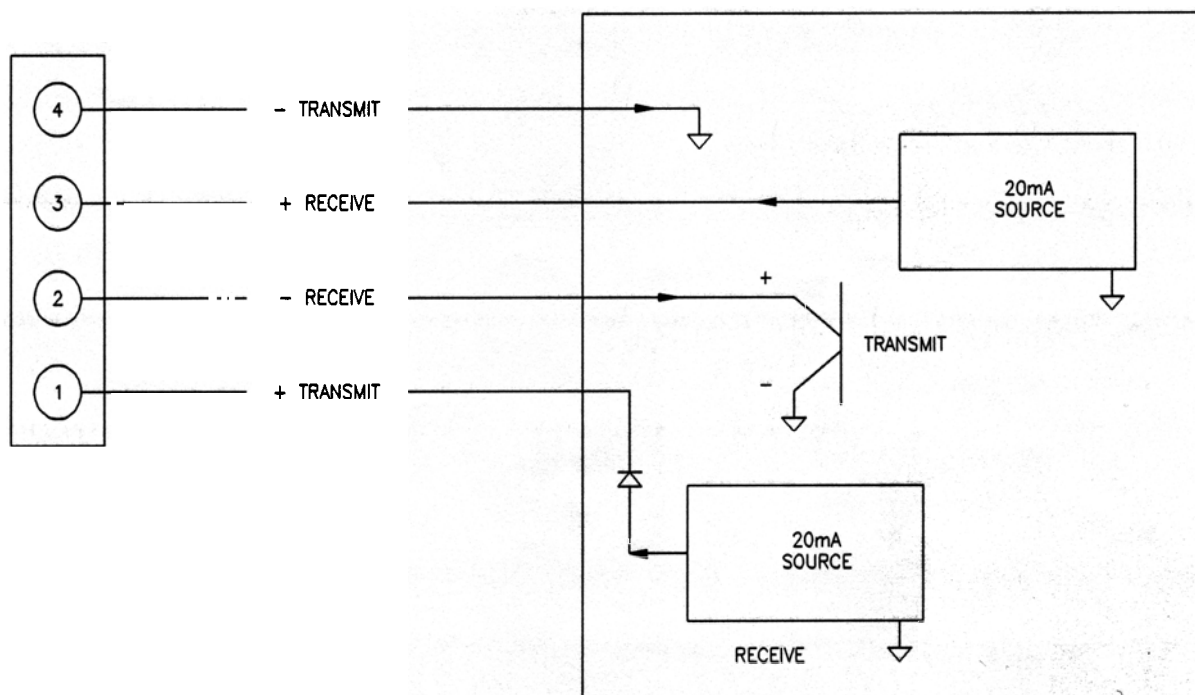 4
- TRANSMIT
3
+ RECEIVE
20mA
SOURCE
2
- RECEIVE
+
TRANSMIT
-
1
+ TRANSMIT
20mA
SOURCE
RECEIVE